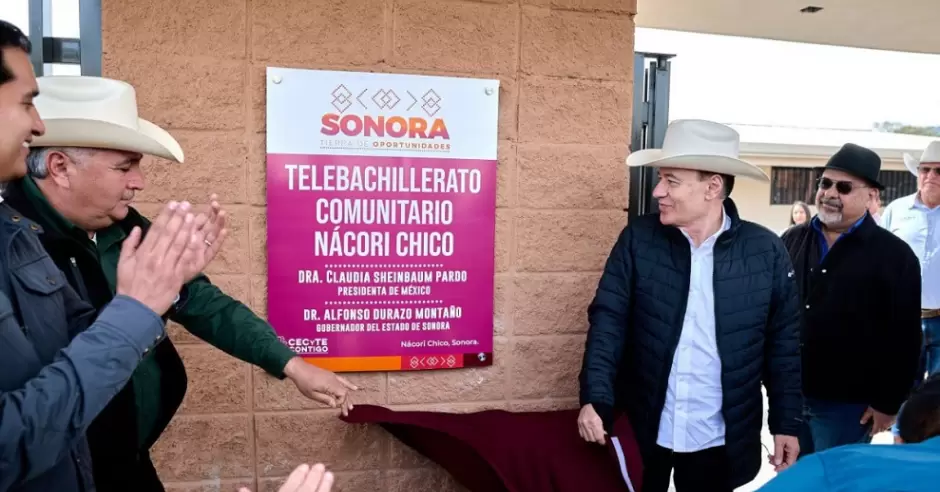 SONORA
TIERRA DE OPORTUNIDADES
TELEBACHILLERATO
COMUNITARIO
NÁCORI CHICO
DRA. CLAUDIA SHEINBAUM PARDO
PRESIDENTA DE MÉXICO
DR. ALFONSO DURAZO MONTAÑO
GOBERNADOR DEL ESTADO DE SONORA
CECyTE
CONTIGO
Nácori Chico, Sonora.